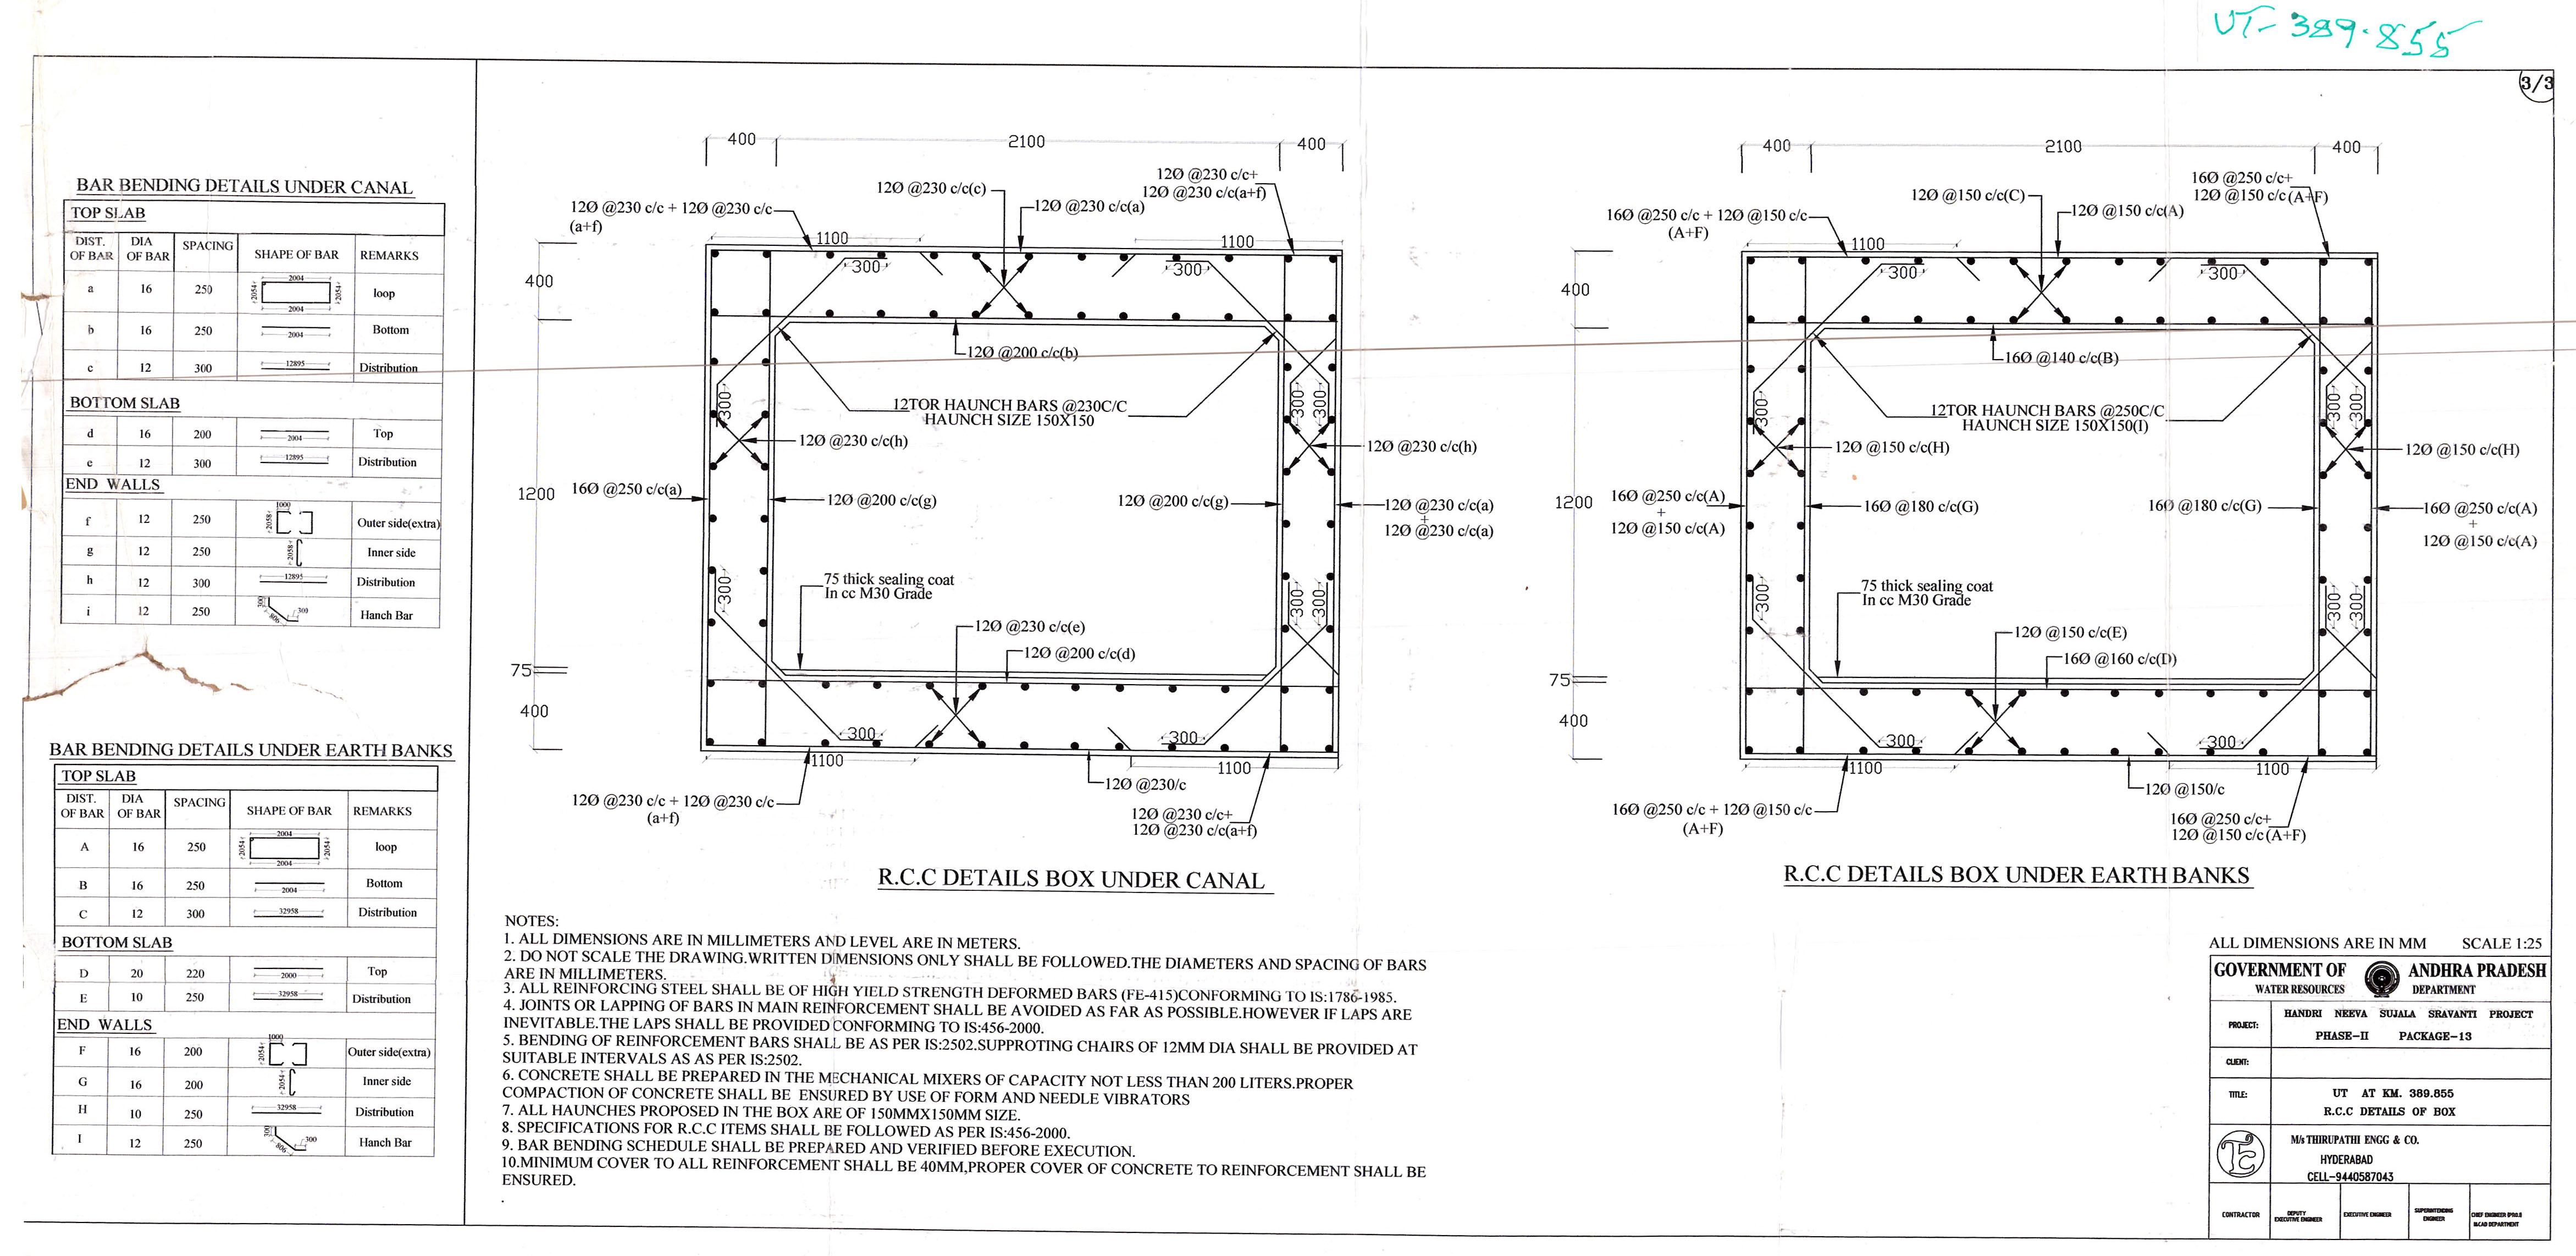 UT- 389.855
3/3
BAR BENDING DETAILS UNDER CANAL
TOP SLAB
DIST. OF BAR DIA OF BAR SPACING SHAPE OF BAR REMARKS
a 16 250 2004 2054 2054 2004 loop
b 16 250 2004 Bottom
c 12 300 12895 Distribution
BOTTOM SLAB
d 16 200 2004 Top
e 12 300 12895 Distribution
END WALLS
f 12 250 1000 2058 Outer side(extra)
g 12 250 2058 Inner side
h 12 300 12895 Distribution
i 12 250 300 806 300 Hanch Bar
BAR BENDING DETAILS UNDER EARTH BANKS
TOP SLAB
DIST. OF BAR DIA OF BAR SPACING SHAPE OF BAR REMARKS
A 16 250 2004 2054 2054 2004 loop
B 16 250 2004 Bottom
C 12 300 32958 Distribution
BOTTOM SLAB
D 20 220 2000 Top
E 10 250 32958 Distribution
END WALLS
F 16 200 1000 2054 Outer side(extra)
G 16 200 2054 Inner side
H 10 250 32958 Distribution
I 12 250 300 806 300 Hanch Bar
400 2100 400
12Ø @230 c/c(c)
12Ø @230 c/c+
12Ø @230 c/c(a+f)
12Ø @230 c/c + 12Ø @230 c/c
(a+f)
12Ø @230 c/c(a)
1100 1100
300 300
400
12Ø @200 c/c(b)
300 300 300
12TOR HAUNCH BARS @230C/C
HAUNCH SIZE 150X150
12Ø @230 c/c(h)
12Ø @230 c/c(h)
1200
16Ø @250 c/c(a)
12Ø @200 c/c(g)
12Ø @200 c/c(g)
12Ø @230 c/c(a)
+
12Ø @230 c/c(a)
300 300 300
75 thick sealing coat
In cc M30 Grade
12Ø @230 c/c(e)
12Ø @200 c/c(d)
75
400
300 300
1100 1100
12Ø @230/c
12Ø @230 c/c + 12Ø @230 c/c
(a+f)
12Ø @230 c/c+
12Ø @230 c/c(a+f)
R.C.C DETAILS BOX UNDER CANAL
400 2100 400
12Ø @150 c/c(C)
16Ø @250 c/c+
12Ø @150 c/c(A+F)
16Ø @250 c/c + 12Ø @150 c/c
(A+F)
12Ø @150 c/c(A)
1100 1100
300 300
400
16Ø @140 c/c(B)
300 300 300
12TOR HAUNCH BARS @250C/C
HAUNCH SIZE 150X150(I)
12Ø @150 c/c(H)
12Ø @150 c/c(H)
1200
16Ø @250 c/c(A)
+
12Ø @150 c/c(A)
16Ø @180 c/c(G)
16Ø @180 c/c(G)
16Ø @250 c/c(A)
+
12Ø @150 c/c(A)
300 300 300
75 thick sealing coat
In cc M30 Grade
12Ø @150 c/c(E)
16Ø @160 c/c(D)
75
400
300 300
1100 1100
12Ø @150/c
16Ø @250 c/c + 12Ø @150 c/c
(A+F)
16Ø @250 c/c+
12Ø @150 c/c(A+F)
R.C.C DETAILS BOX UNDER EARTH BANKS
NOTES:
1. ALL DIMENSIONS ARE IN MILLIMETERS AND LEVEL ARE IN METERS.
2. DO NOT SCALE THE DRAWING.WRITTEN DIMENSIONS ONLY SHALL BE FOLLOWED.THE DIAMETERS AND SPACING OF BARS
ARE IN MILLIMETERS.
3. ALL REINFORCING STEEL SHALL BE OF HIGH YIELD STRENGTH DEFORMED BARS (FE-415)CONFORMING TO IS:1786-1985.
4. JOINTS OR LAPPING OF BARS IN MAIN REINFORCEMENT SHALL BE AVOIDED AS FAR AS POSSIBLE.HOWEVER IF LAPS ARE
INEVITABLE.THE LAPS SHALL BE PROVIDED CONFORMING TO IS:456-2000.
5. BENDING OF REINFORCEMENT BARS SHALL BE AS PER IS:2502.SUPPROTING CHAIRS OF 12MM DIA SHALL BE PROVIDED AT
SUITABLE INTERVALS AS AS PER IS:2502.
6. CONCRETE SHALL BE PREPARED IN THE MECHANICAL MIXERS OF CAPACITY NOT LESS THAN 200 LITERS.PROPER
COMPACTION OF CONCRETE SHALL BE ENSURED BY USE OF FORM AND NEEDLE VIBRATORS
7. ALL HAUNCHES PROPOSED IN THE BOX ARE OF 150MMX150MM SIZE.
8. SPECIFICATIONS FOR R.C.C ITEMS SHALL BE FOLLOWED AS PER IS:456-2000.
9. BAR BENDING SCHEDULE SHALL BE PREPARED AND VERIFIED BEFORE EXECUTION.
10.MINIMUM COVER TO ALL REINFORCEMENT SHALL BE 40MM,PROPER COVER OF CONCRETE TO REINFORCEMENT SHALL BE
ENSURED.
ALL DIMENSIONS ARE IN MM SCALE 1:25
GOVERNMENT OF ANDHRA PRADESH
WATER RESOURCES DEPARTMENT
PROJECT: HANDRI NEEVA SUJALA SRAVANTI PROJECT
PHASE-II PACKAGE-13
CLIENT:
TITLE: UT AT KM. 389.855
R.C.C DETAILS OF BOX
M/s THIRUPATHI ENGG & CO.
HYDERABAD
CELL-9440587043
CONTRACTOR
DEPUTY EXECUTIVE ENGINEER
EXECUTIVE ENGINEER
SUPERINTENDING ENGINEER
CHIEF ENGINEER